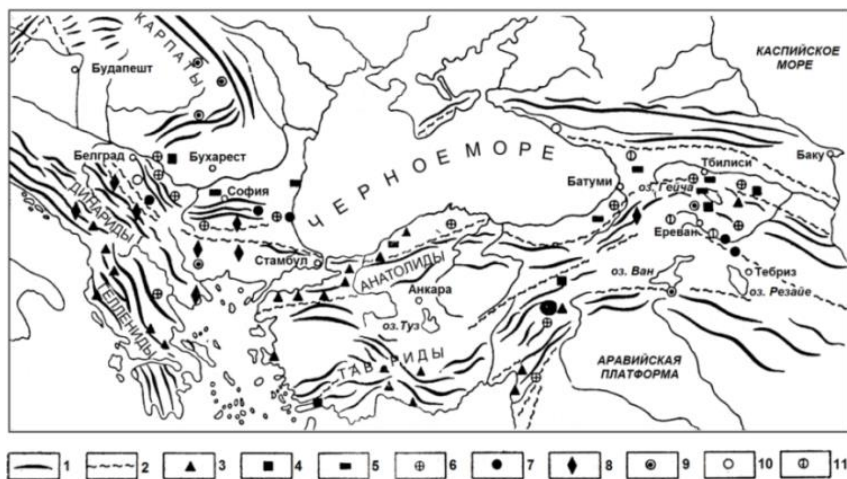 КАРПАТЫ
КАСПИЙСКОЕ
МОРЕ
Будапешт
ЧЕРНОЕ МОРЕ
Белград
Бухарест
Тбилиси
Баку
София
Батуми
оз. Гейча
ДИНАРИДЫ
Ереван
Стамбул
АНАТОЛИДЫ
Анкара
оз. Ван
Тебриз
оз. Резайе
оз. Туз
ЕЛЛЕНИДЫ
ТАВРИДЫ
АРАВИЙСКАЯ
ПЛАТФОРМА
1 2 3 4 5 6 7 8 9 10 11